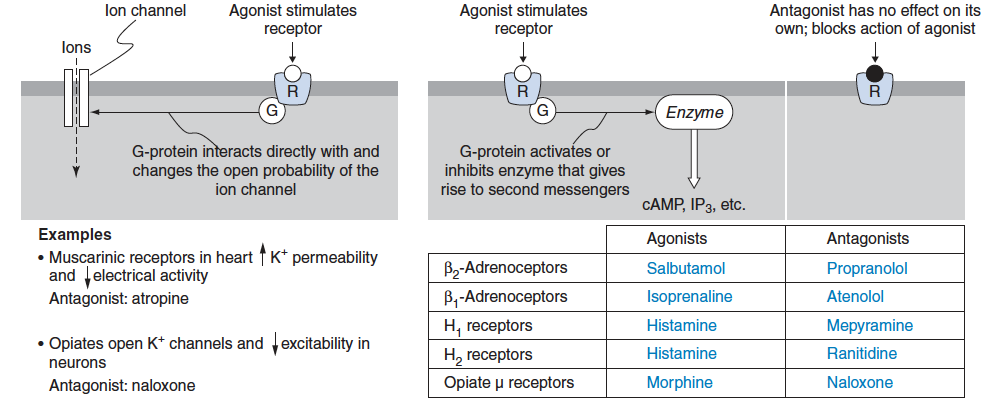 Ion channel
Agonist stimulates
receptor
Ions
R
G
G-protein interacts directly with and
changes the open probability of the
ion channel
Agonist stimulates
receptor
R
G
Enzyme
G-protein activates or
inhibits enzyme that gives
rise to second messengers
cAMP, IP₃, etc.
Antagonist has no effect on its
own; blocks action of agonist
R
Examples
• Muscarinic receptors in heart ↑ K⁺ permeability
and ↓ electrical activity
Antagonist: atropine
• Opiates open K⁺ channels and ↓ excitability in
neurons
Antagonist: naloxone
Agonists Antagonists
β₂-Adrenoceptors Salbutamol Propranolol
β₁-Adrenoceptors Isoprenaline Atenolol
H₁ receptors Histamine Mepyramine
H₂ receptors Histamine Ranitidine
Opiate μ receptors Morphine Naloxone